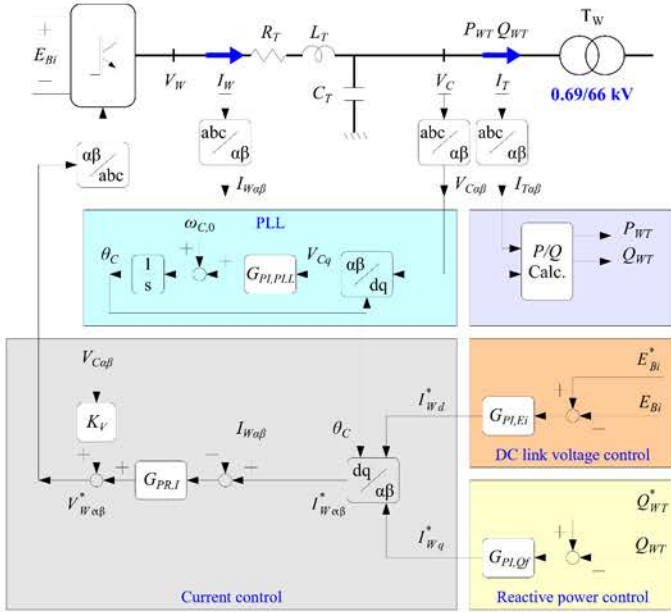 R_T L_T P_WT Q_WT T_W
+
E_Bi
−
V_W I_W C_T V_C I_T 0.69/66 kV
abc αβ abc αβ abc αβ
αβ abc
I_Wαβ V_Cαβ I_Tαβ
PLL
ω_C,0
θ_C + + V_Cq αβ dq
1 s G_PI,PLL
P/Q Calc. P_WT
Q_WT
V_Cαβ
K_V
I_Wαβ θ_C
+ + G_PR.I − − dq αβ
V*_Wαβ I*_Wαβ
I*_Wd G_PI,Ei + − E*_Bi
E_Bi
DC link voltage control
I*_Wq G_PI,Qf + − Q*_WT
Q_WT
Current control
Reactive power control